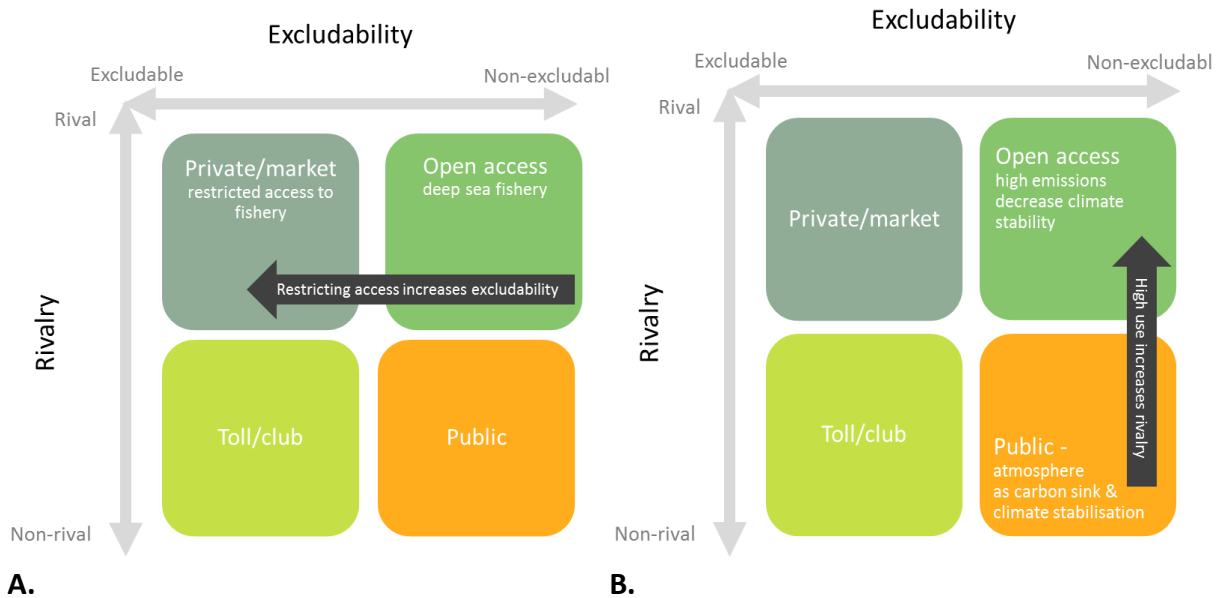 Excludability
Excludable
Non-excludabl
Rival
Private/market
restricted access to
fishery
Open access
deep sea fishery
Restricting access increases excludability
Rivalry
Toll/club
Public
Non-rival
A.
Excludability
Excludable
Non-excludabl
Rival
Private/market
Open access
high emissions
decrease climate
stability
High use increases rivalry
Rivalry
Toll/club
Public -
atmosphere
as carbon sink &
climate stabilisation
Non-rival
B.